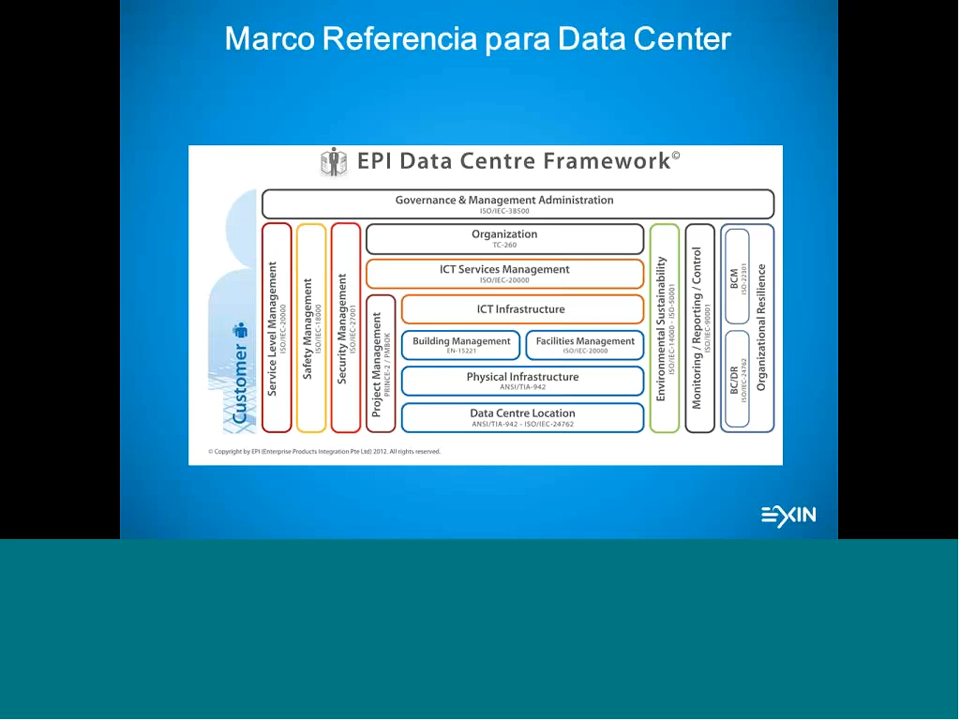 Marco Referencia para Data Center
EPI Data Centre Framework©
Governance & Management Administration
ISO/IEC-38500
Customer
Service Level Management
ISO/IEC-20000
Safety Management
ISO/IEC-18000
Security Management
ISO/IEC-27001
Organization
TC-260
ICT Services Management
ISO/IEC-20000
Project Management
PRINCE-2 / PMBOK
ICT Infrastructure
Building Management
EN-15221
Facilities Management
ISO/IEC-20000
Physical Infrastructure
ANSI/TIA-942
Data Centre Location
ANSI/TIA-942 - ISO/IEC-24762
Environmental Sustainability
ISO/IEC-14000 - ISO-50001
Monitoring / Reporting / Control
ISO/IEC-90001
BCM
ISO-22301
BC/DR
ISO/IEC-24762
Organizational Resilience
© Copyright by EPI (Enterprise Products Integration Pte Ltd) 2012. All rights reserved.
EXIN